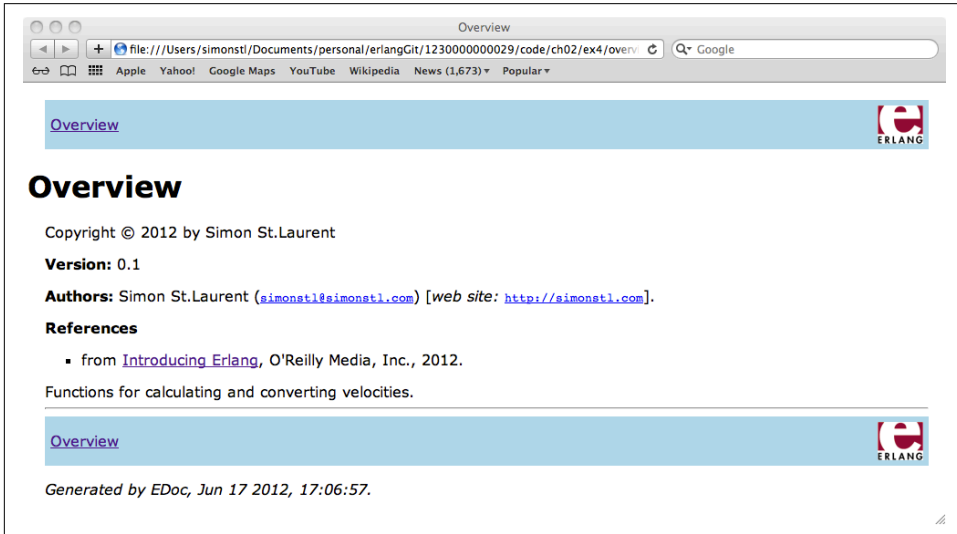 Overview
file:///Users/simonstl/Documents/personal/erlangGit/1230000000029/code/ch02/ex4/overvi
Google
Apple Yahoo! Google Maps YouTube Wikipedia News (1,673) Popular
Overview
ERLANG
Overview
Copyright © 2012 by Simon St.Laurent
Version: 0.1
Authors: Simon St.Laurent (simonstl@simonstl.com) [web site: http://simonstl.com].
References
▪ from Introducing Erlang, O'Reilly Media, Inc., 2012.
Functions for calculating and converting velocities.
Overview
ERLANG
Generated by EDoc, Jun 17 2012, 17:06:57.